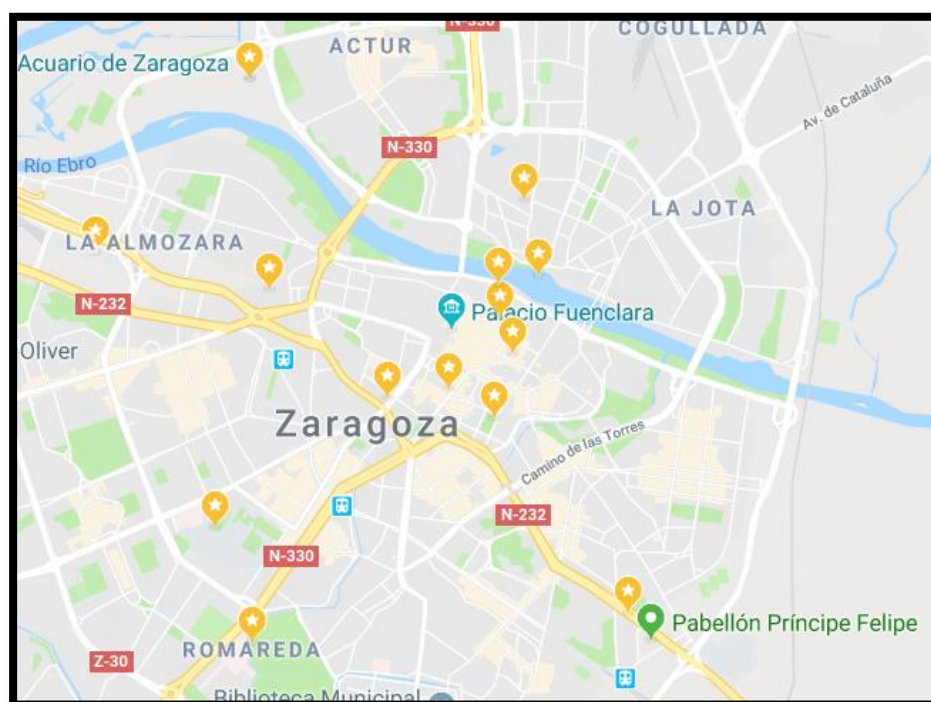 N-330
COGULLADA
ACTUR
Acuario de Zaragoza
Av. de Cataluña
N-330
Río Ebro
LA JOTA
LA ALMOZARA
N-232
Palacio Fuenclara
Oliver
Zaragoza
Camino de las Torres
N-232
N-330
Pabellón Príncipe Felipe
ROMAREDA
Z-30
Biblioteca Municipal